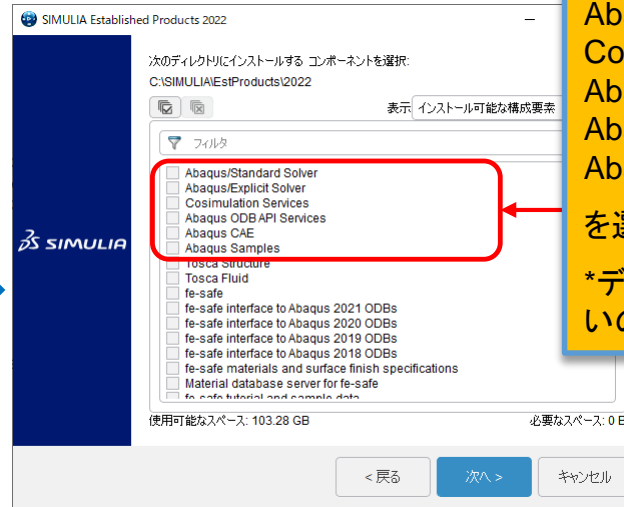 SIMULIA Established Products 2022
次のディレクトリにインストールする コンポーネントを選択:
C:\SIMULIA\EstProducts\2022
表示 インストール可能な構成要素
フィルタ
Abaqus/Standard Solver
Abaqus/Explicit Solver
Cosimulation Services
Abaqus ODB API Services
Abaqus CAE
Abaqus Samples
Tosca Structure
Tosca Fluid
fe-safe
fe-safe interface to Abaqus 2021 ODBs
fe-safe interface to Abaqus 2020 ODBs
fe-safe interface to Abaqus 2019 ODBs
fe-safe interface to Abaqus 2018 ODBs
fe-safe materials and surface finish specifications
Material database server for fe-safe
fe-safe tutorial and sample data
使用可能なスペース: 103.28 GB
必要なスペース: 0 B
< 戻る
次へ >
キャンセル
SIMULIA
Ab
Co
Ab
Ab
Ab
を選
*デ
いの